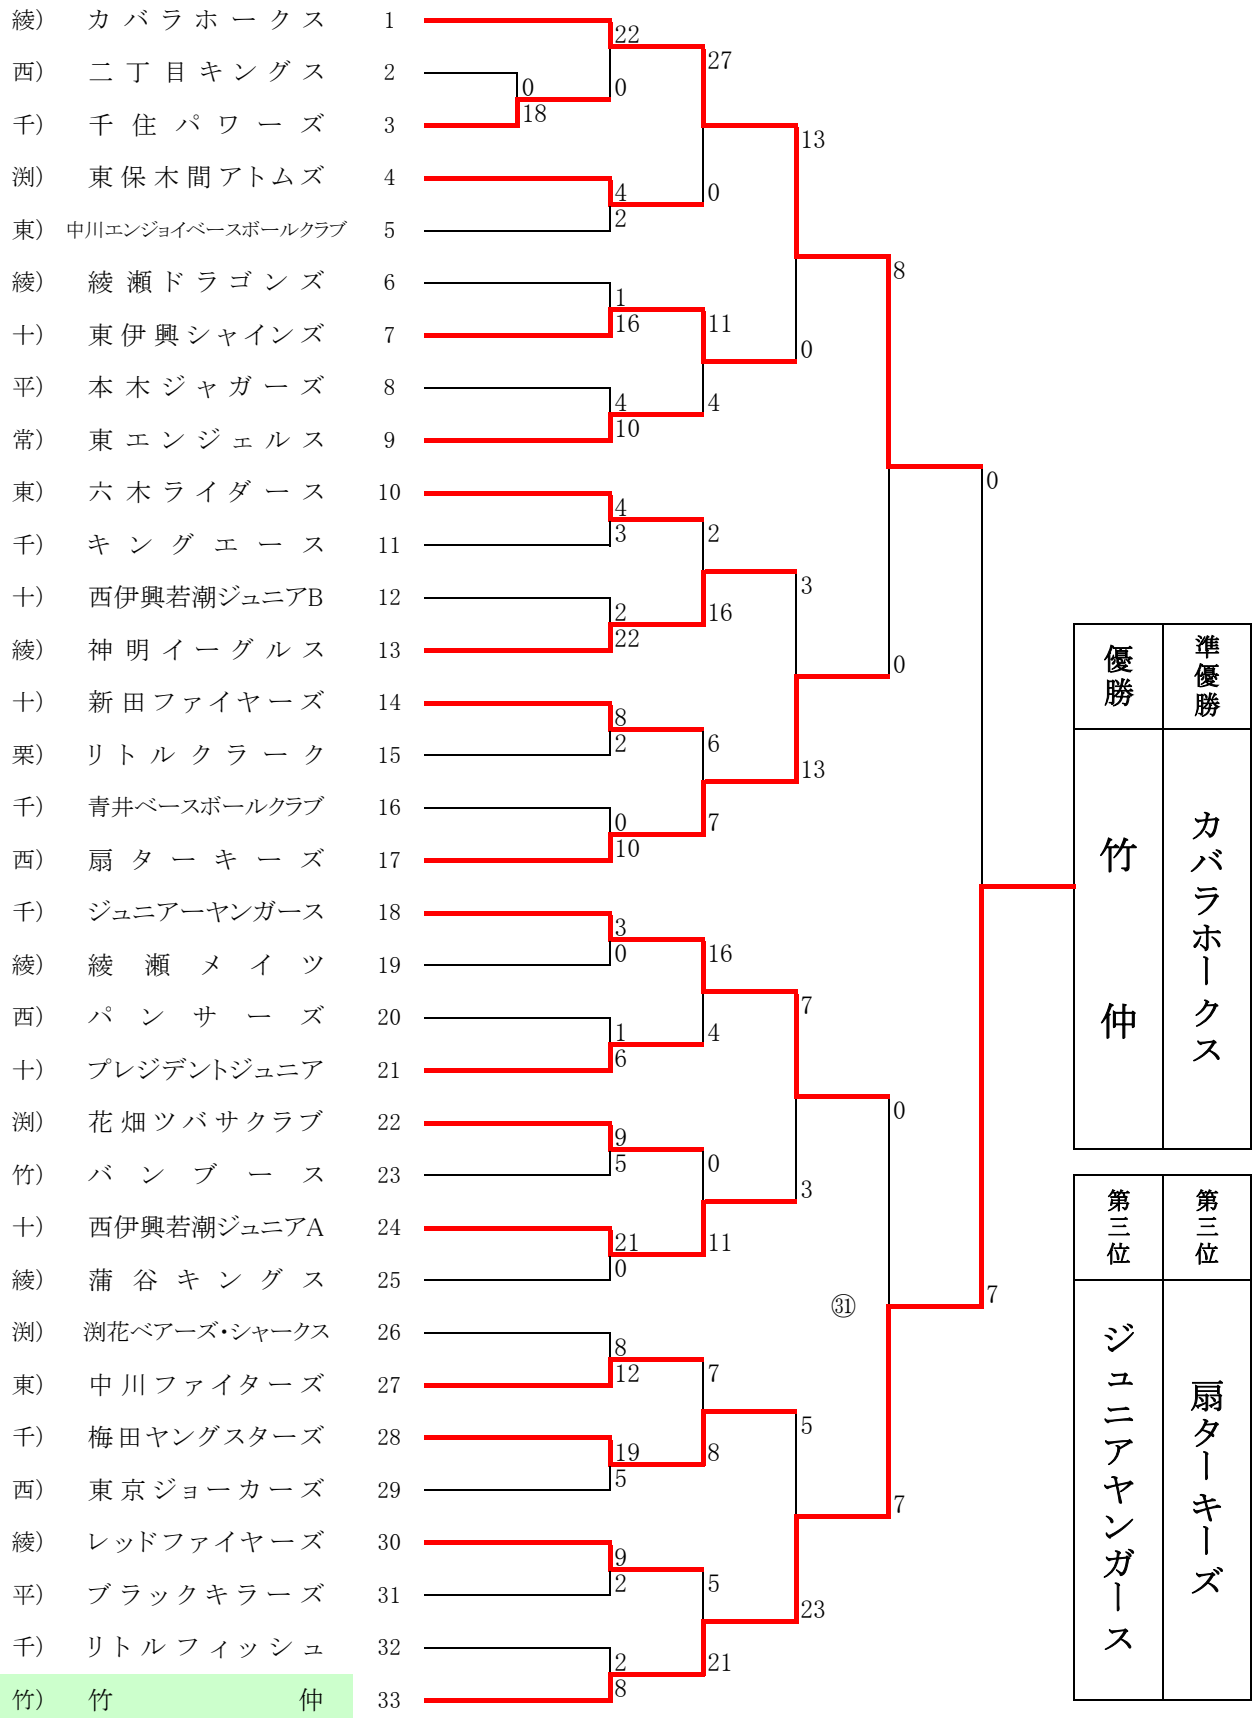 綾) カバラホークス 1
22
27
西) 二丁目キングス 2
0
0
18
千) 千住パワーズ 3
13
渕) 東保木間アトムズ 4
4
0
2
東) 中川エンジョイベースボールクラブ 5
8
綾) 綾瀬ドラゴンズ 6
1
16
11
十) 東伊興シャインズ 7
0
平) 本木ジャガーズ 8
4
4
10
常) 東エンジェルス 9
0
東) 六木ライダース 10
4
3
2
千) キングエース 11
3
十) 西伊興若潮ジュニアB 12
2
16
22
綾) 神明イーグルス 13
0
十) 新田ファイヤーズ 14
8
2
6
栗) リトルクラーク 15
13
千) 青井ベースボールクラブ 16
0
7
10
西) 扇ターキーズ 17
千) ジュニアーヤンガース 18
3
0
16
綾) 綾瀬メイツ 19
7
西) パンサーズ 20
1
4
6
十) プレジデントジュニア 21
0
渕) 花畑ツバサクラブ 22
9
5
0
竹) バンブース 23
3
十) 西伊興若潮ジュニアA 24
21
11
0
綾) 蒲谷キングス 25
7
㉛
渕) 渕花ベアーズ・シャークス 26
8
12
7
東) 中川ファイターズ 27
5
千) 梅田ヤングスターズ 28
19
8
5
西) 東京ジョーカーズ 29
7
綾) レッドファイヤーズ 30
9
2
5
平) ブラックキラーズ 31
23
千) リトルフィッシュ 32
2
21
8
竹) 竹仲 33
優勝
準優勝
竹仲
カバラホークス
第三位
第三位
ジュニアヤンガース
扇ターキーズ